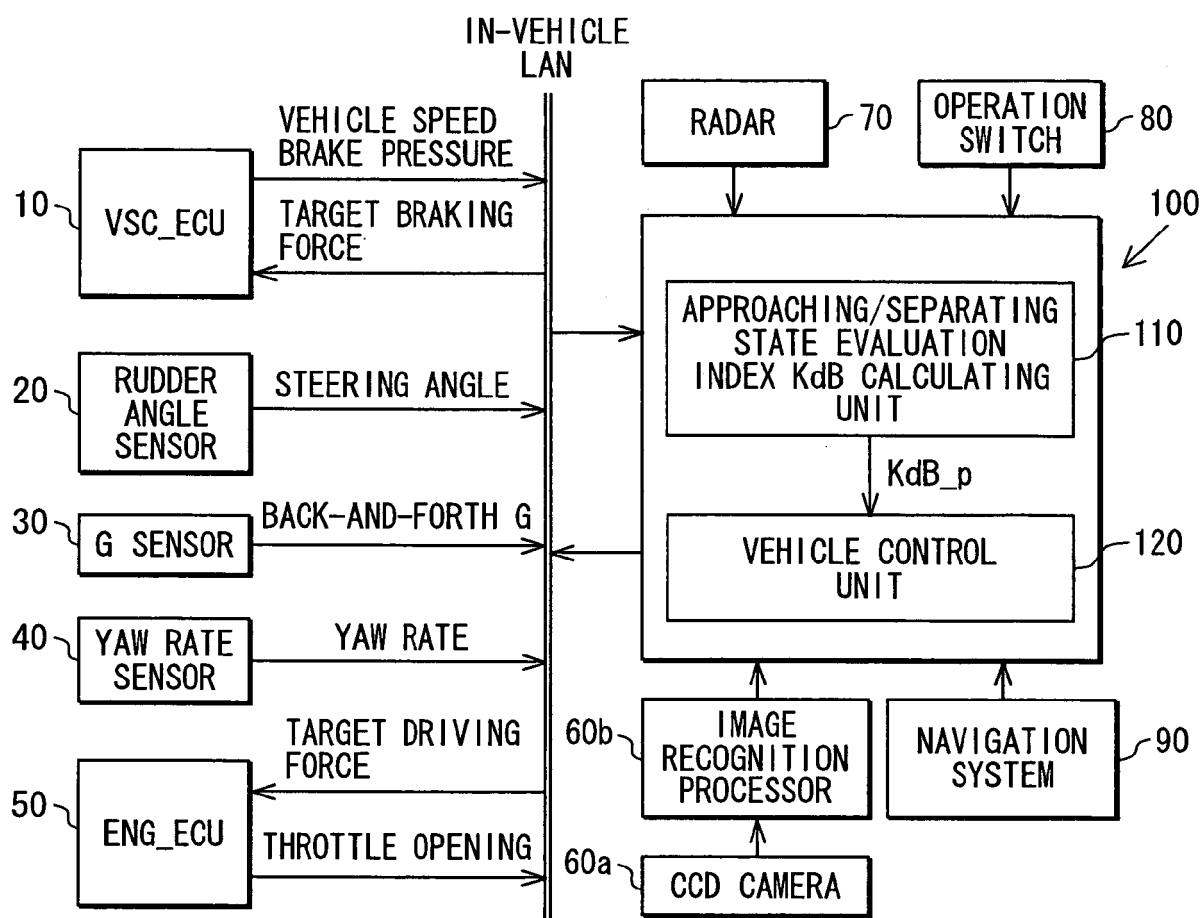 IN-VEHICLE
LAN
VEHICLE SPEED
BRAKE PRESSURE
10
VSC_ECU
TARGET BRAKING
FORCE
20
RUDDER
ANGLE
SENSOR
STEERING ANGLE
30
G SENSOR
BACK-AND-FORTH G
40
YAW RATE
SENSOR
YAW RATE
TARGET DRIVING
FORCE
50
ENG_ECU
THROTTLE OPENING
RADAR
70
OPERATION
SWITCH
80
100
APPROACHING/SEPARATING
STATE EVALUATION
INDEX KdB CALCULATING
UNIT
110
KdB_p
VEHICLE CONTROL
UNIT
120
60b
IMAGE
RECOGNITION
PROCESSOR
NAVIGATION
SYSTEM
90
60a
CCD CAMERA